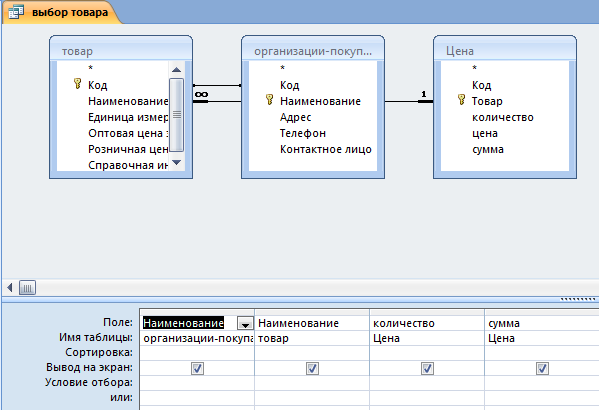 выбор товара
товар
*
Код
Наименование
Единица измер
Оптовая цена з
Розничная цен
Справочная ин
∞
организации-покуп...
*
Код
Наименование
Адрес
Телефон
Контактное лицо
1
Цена
*
Код
Товар
количество
цена
сумма
Поле: Наименование Наименование количество сумма
Имя таблицы: организации-покупа товар Цена Цена
Сортировка:
Вывод на экран:
Условие отбора:
или: